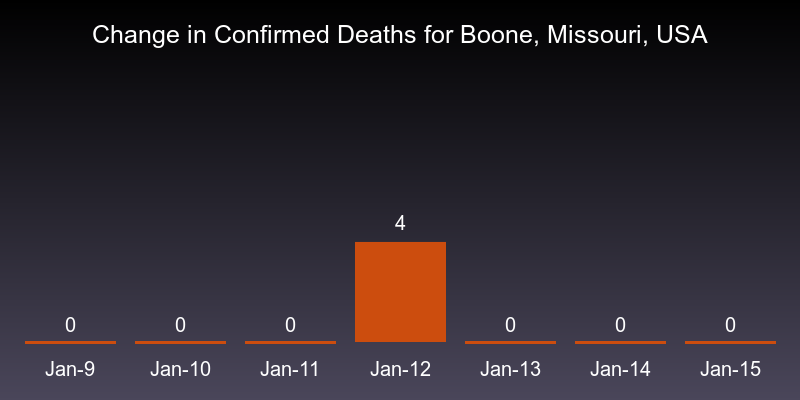 Change in Confirmed Deaths for Boone, Missouri, USA
4
0 0 0 0 0 0
Jan-9 Jan-10 Jan-11 Jan-12 Jan-13 Jan-14 Jan-15